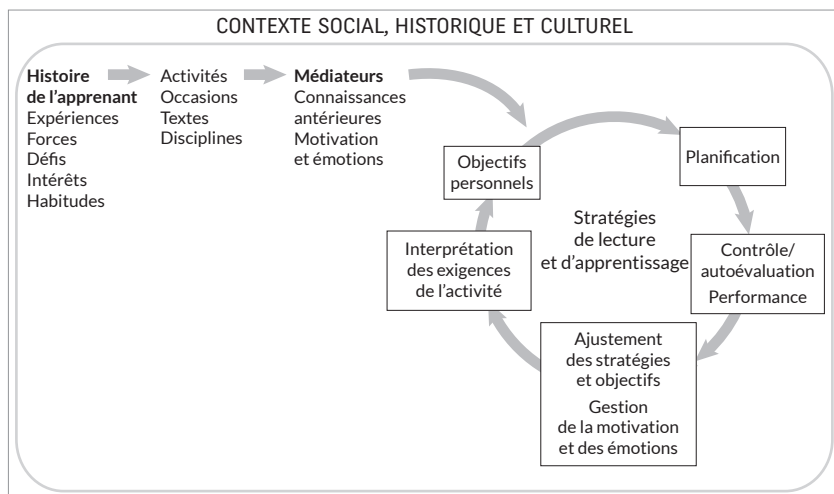 CONTEXTE SOCIAL, HISTORIQUE ET CULTUREL
Histoire
de l’apprenant
Expériences
Forces
Défis
Intérêts
Habitudes
Activités
Occasions
Textes
Disciplines
Médiateurs
Connaissances
antérieures
Motivation
et émotions
Objectifs
personnels
Planification
Stratégies
de lecture
et d’apprentissage
Contrôle/
autoévaluation
Performance
Interprétation
des exigences
de l’activité
Ajustement
des stratégies
et objectifs
Gestion
de la motivation
et des émotions